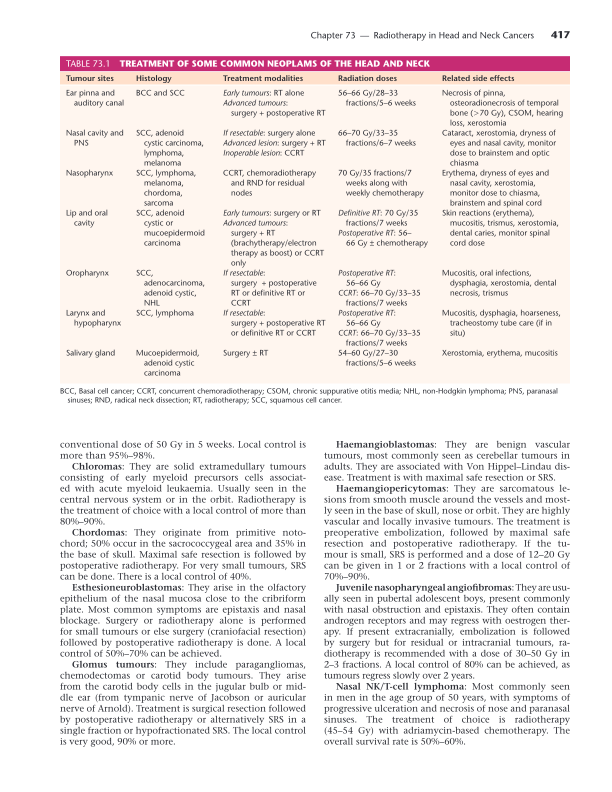 Chapter 73 — Radiotherapy in Head and Neck Cancers 417
TABLE 73.1 TREATMENT OF SOME COMMON NEOPLAMS OF THE HEAD AND NECK
Tumour sites Histology Treatment modalities Radiation doses Related side effects
Ear pinna and BCC and SCC Early tumours: RT alone 56–66 Gy/28–33 Necrosis of pinna,
auditory canal Advanced tumours: fractions/5–6 weeks osteoradionecrosis of temporal
surgery + postoperative RT bone (>70 Gy), CSOM, hearing
loss, xerostomia
Nasal cavity and SCC, adenoid If resectable: surgery alone 66–70 Gy/33–35 Cataract, xerostomia, dryness of
PNS cystic carcinoma, Advanced lesion: surgery + RT fractions/6–7 weeks eyes and nasal cavity, monitor
lymphoma, Inoperable lesion: CCRT dose to brainstem and optic
melanoma chiasma
Nasopharynx SCC, lymphoma, CCRT, chemoradiotherapy 70 Gy/35 fractions/7 Erythema, dryness of eyes and
melanoma, and RND for residual weeks along with nasal cavity, xerostomia,
chordoma, nodes weekly chemotherapy monitor dose to chiasma,
sarcoma brainstem and spinal cord
Lip and oral SCC, adenoid Early tumours: surgery or RT Definitive RT: 70 Gy/35 Skin reactions (erythema),
cavity cystic or Advanced tumours: fractions/7 weeks mucositis, trismus, xerostomia,
mucoepidermoid surgery + RT Postoperative RT: 56– dental caries, monitor spinal
carcinoma (brachytherapy/electron 66 Gy ± chemotherapy cord dose
therapy as boost) or CCRT
only
Oropharynx SCC, If resectable: Postoperative RT: Mucositis, oral infections,
adenocarcinoma, surgery + postoperative 56–66 Gy dysphagia, xerostomia, dental
adenoid cystic, RT or definitive RT or CCRT: 66–70 Gy/33–35 necrosis, trismus
NHL CCRT fractions/7 weeks
Larynx and SCC, lymphoma If resectable: Postoperative RT: Mucositis, dysphagia, hoarseness,
hypopharynx surgery + postoperative RT 56–66 Gy tracheostomy tube care (if in
or definitive RT or CCRT CCRT: 66–70 Gy/33–35 situ)
fractions/7 weeks
Salivary gland Mucoepidermoid, Surgery ± RT 54–60 Gy/27–30 Xerostomia, erythema, mucositis
adenoid cystic fractions/5–6 weeks
carcinoma
BCC, Basal cell cancer; CCRT, concurrent chemoradiotherapy; CSOM, chronic suppurative otitis media; NHL, non-Hodgkin lymphoma; PNS, paranasal
sinuses; RND, radical neck dissection; RT, radiotherapy; SCC, squamous cell cancer.
conventional dose of 50 Gy in 5 weeks. Local control is
more than 95%–98%.
Chloromas: They are solid extramedullary tumours
consisting of early myeloid precursors cells associat-
ed with acute myeloid leukaemia. Usually seen in the
central nervous system or in the orbit. Radiotherapy is
the treatment of choice with a local control of more than
80%–90%.
Chordomas: They originate from primitive noto-
chord; 50% occur in the sacrococcygeal area and 35% in
the base of skull. Maximal safe resection is followed by
postoperative radiotherapy. For very small tumours, SRS
can be done. There is a local control of 40%.
Esthesioneuroblastomas: They arise in the olfactory
epithelium of the nasal mucosa close to the cribriform
plate. Most common symptoms are epistaxis and nasal
blockage. Surgery or radiotherapy alone is performed
for small tumours or else surgery (craniofacial resection)
followed by postoperative radiotherapy is done. A local
control of 50%–70% can be achieved.
Glomus tumours: They include paragangliomas,
chemodectomas or carotid body tumours. They arise
from the carotid body cells in the jugular bulb or mid-
dle ear (from tympanic nerve of Jacobson or auricular
nerve of Arnold). Treatment is surgical resection followed
by postoperative radiotherapy or alternatively SRS in a
single fraction or hypofractionated SRS. The local control
is very good, 90% or more.
Haemangioblastomas: They are benign vascular
tumours, most commonly seen as cerebellar tumours in
adults. They are associated with Von Hippel–Lindau dis-
ease. Treatment is with maximal safe resection or SRS.
Haemangiopericytomas: They are sarcomatous le-
sions from smooth muscle around the vessels and most-
ly seen in the base of skull, nose or orbit. They are highly
vascular and locally invasive tumours. The treatment is
preoperative embolization, followed by maximal safe
resection and postoperative radiotherapy. If the tu-
mour is small, SRS is performed and a dose of 12–20 Gy
can be given in 1 or 2 fractions with a local control of
70%–90%.
Juvenile nasopharyngeal angiofibromas: They are usu-
ally seen in pubertal adolescent boys, present commonly
with nasal obstruction and epistaxis. They often contain
androgen receptors and may regress with oestrogen ther-
apy. If present extracranially, embolization is followed
by surgery but for residual or intracranial tumours, ra-
diotherapy is recommended with a dose of 30–50 Gy in
2–3 fractions. A local control of 80% can be achieved, as
tumours regress slowly over 2 years.
Nasal NK/T-cell lymphoma: Most commonly seen
in men in the age group of 50 years, with symptoms of
progressive ulceration and necrosis of nose and paranasal
sinuses. The treatment of choice is radiotherapy
(45–54 Gy) with adriamycin-based chemotherapy. The
overall survival rate is 50%–60%.